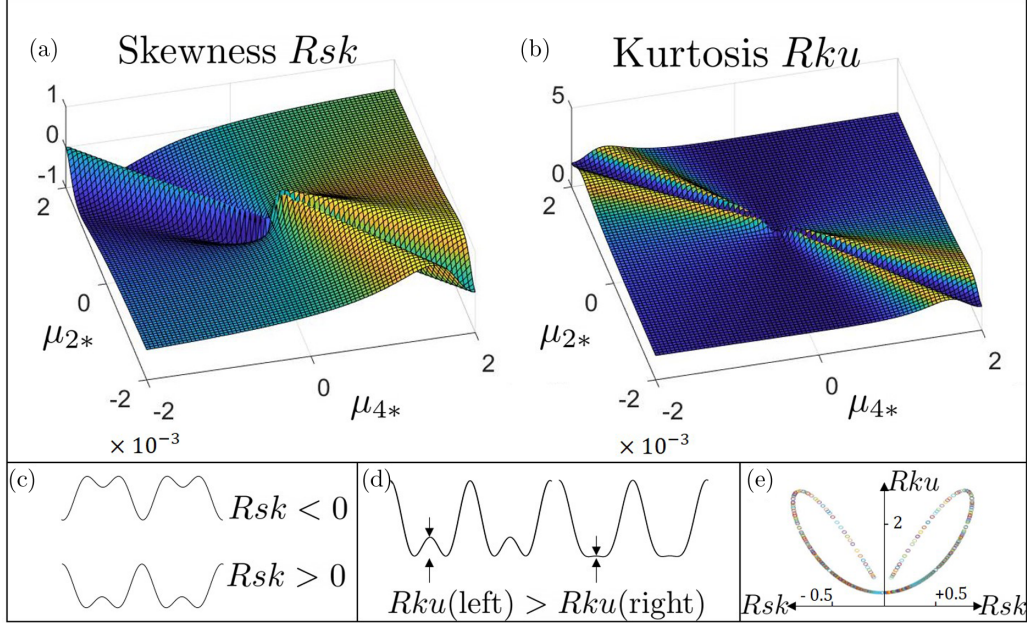 (a)
Skewness Rsk
1
0
-1
2
0
-2
μ2*
-2
0
2
μ4*
× 10⁻³
(b)
Kurtosis Rku
5
0
2
0
-2
μ2*
-2
0
2
μ4*
× 10⁻³
(c)
Rsk < 0
Rsk > 0
(d)
Rku(left) > Rku(right)
(e)
Rku
2
- 0.5
+0.5
Rsk
Rsk